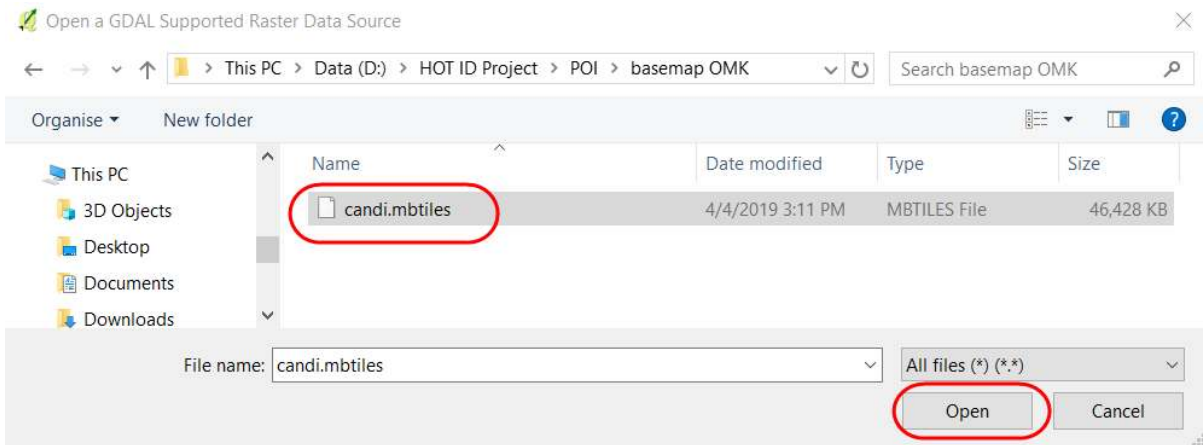 Open a GDAL Supported Raster Data Source
This PC > Data (D:) > HOT ID Project > POI > basemap OMK
Search basemap OMK
Organise New folder
Name Date modified Type Size
This PC
3D Objects
Desktop
Documents
Downloads
candi.mbtiles 4/4/2019 3:11 PM MBTILES File 46,428 KB
File name: candi.mbtiles All files (*) (*.*)
Open Cancel